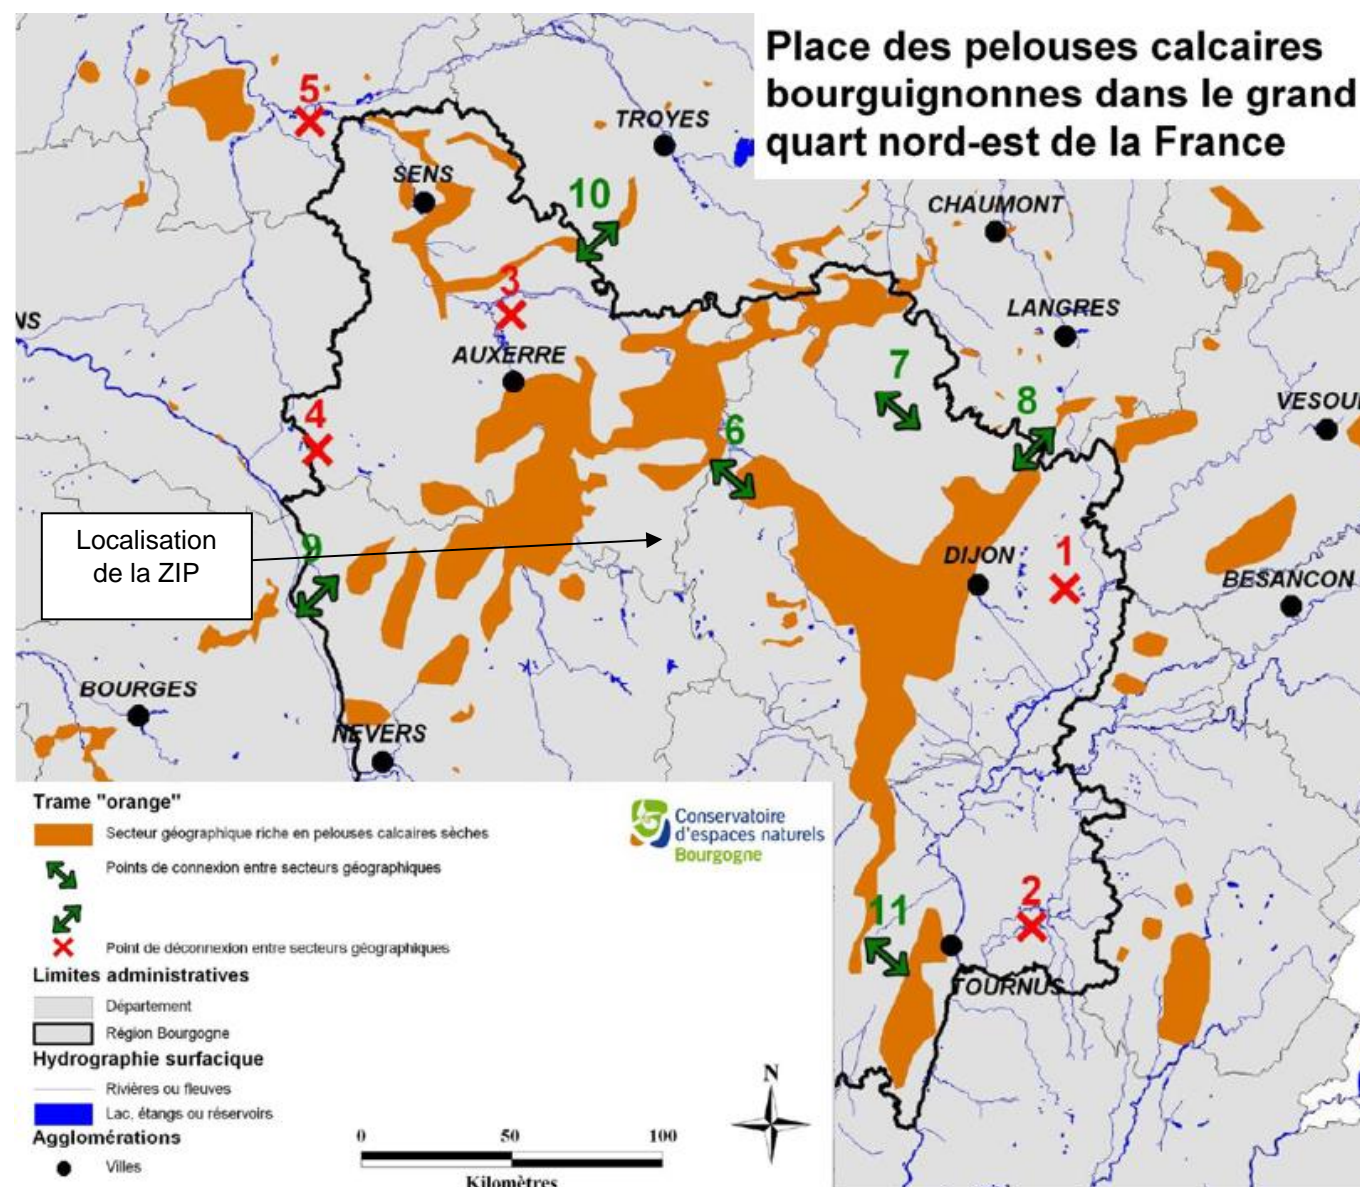 Place des pelouses calcaires
bourguignonnes dans le grand
quart nord-est de la France
5
TROYES
SENS
10
CHAUMONT
3
LANGRES
NS
AUXERRE
7
4
8
VESOU
6
Localisation
de la ZIP
9
DIJON
1
BESANCON
BOURGES
NEVERS
2
11
TOURNUS
Trame "orange"
Secteur géographique riche en pelouses calcaires sèches
Points de connexion entre secteurs géographiques
Point de déconnexion entre secteurs géographiques
Limites administratives
Département
Région Bourgogne
Hydrographie surfacique
Rivières ou fleuves
Lac, étangs ou réservoirs
Agglomérations
Villes
Conservatoire
d'espaces naturels
Bourgogne
N
0 50 100
Kilomètres